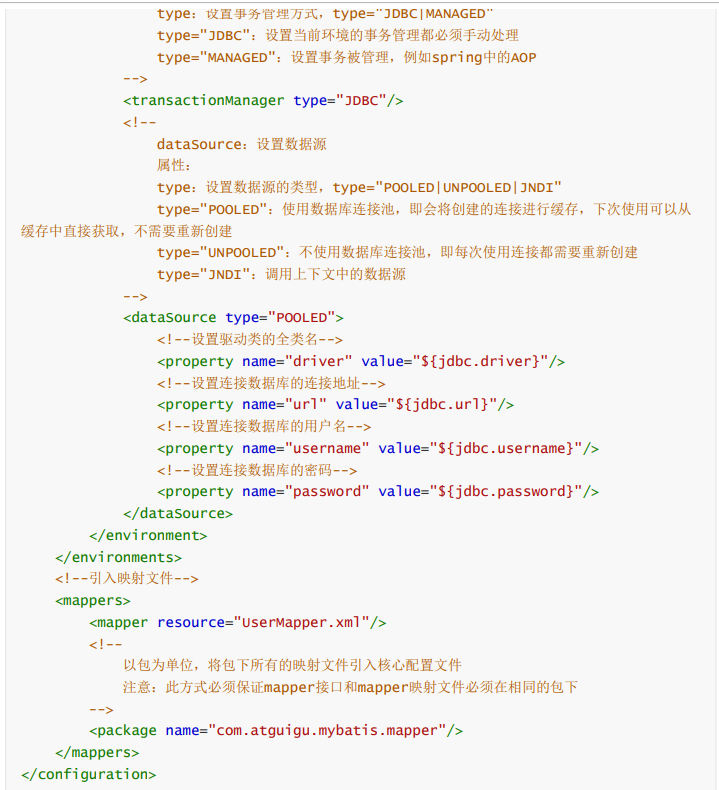 type：设置事务管理方式，type="JDBC|MANAGED"
type="JDBC"：设置当前环境的事务管理都必须手动处理
type="MANAGED"：设置事务被管理，例如spring中的AOP
-->
<transactionManager type="JDBC"/>
<!--
dataSource：设置数据源
属性：
type：设置数据源的类型，type="POOLED|UNPOOLED|JNDI"
type="POOLED"：使用数据库连接池，即会将创建的连接进行缓存，下次使用可以从
缓存中直接获取，不需要重新创建
type="UNPOOLED"：不使用数据库连接池，即每次使用连接都需要重新创建
type="JNDI"：调用上下文中的数据源
-->
<dataSource type="POOLED">
<!--设置驱动类的全类名-->
<property name="driver" value="${jdbc.driver}"/>
<!--设置连接数据库的连接地址-->
<property name="url" value="${jdbc.url}"/>
<!--设置连接数据库的用户名-->
<property name="username" value="${jdbc.username}"/>
<!--设置连接数据库的密码-->
<property name="password" value="${jdbc.password}"/>
</dataSource>
</environment>
</environments>
<!--引入映射文件-->
<mappers>
<mapper resource="UserMapper.xml"/>
<!--
以包为单位，将包下所有的映射文件引入核心配置文件
注意：此方式必须保证mapper接口和mapper映射文件必须在相同的包下
-->
<package name="com.atguigu.mybatis.mapper"/>
</mappers>
</configuration>